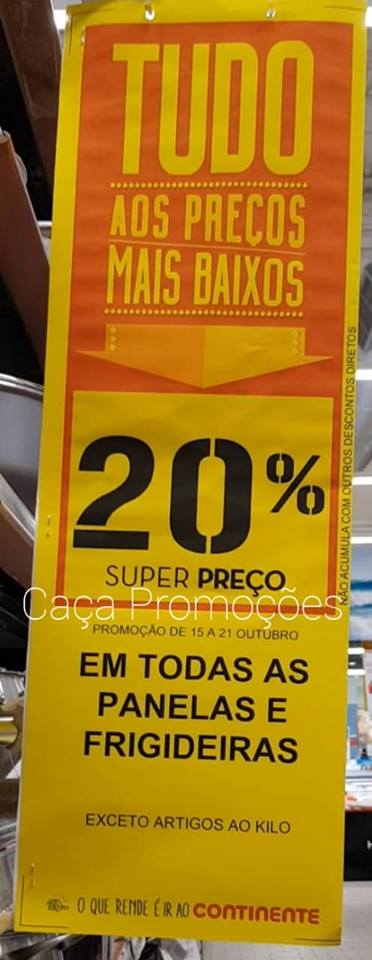 TUDO
AOS PREÇOS
MAIS BAIXOS
20%
SUPER PREÇO
NÃO ACUMULA COM OUTROS DESCONTOS DIRETOS
Caça Promoções
PROMOÇÃO DE 15 A 21 OUTUBRO
EM TODAS AS
PANELAS E
FRIGIDEIRAS
EXCETO ARTIGOS AO KILO
O QUE RENDE É IR AO CONTINENTE